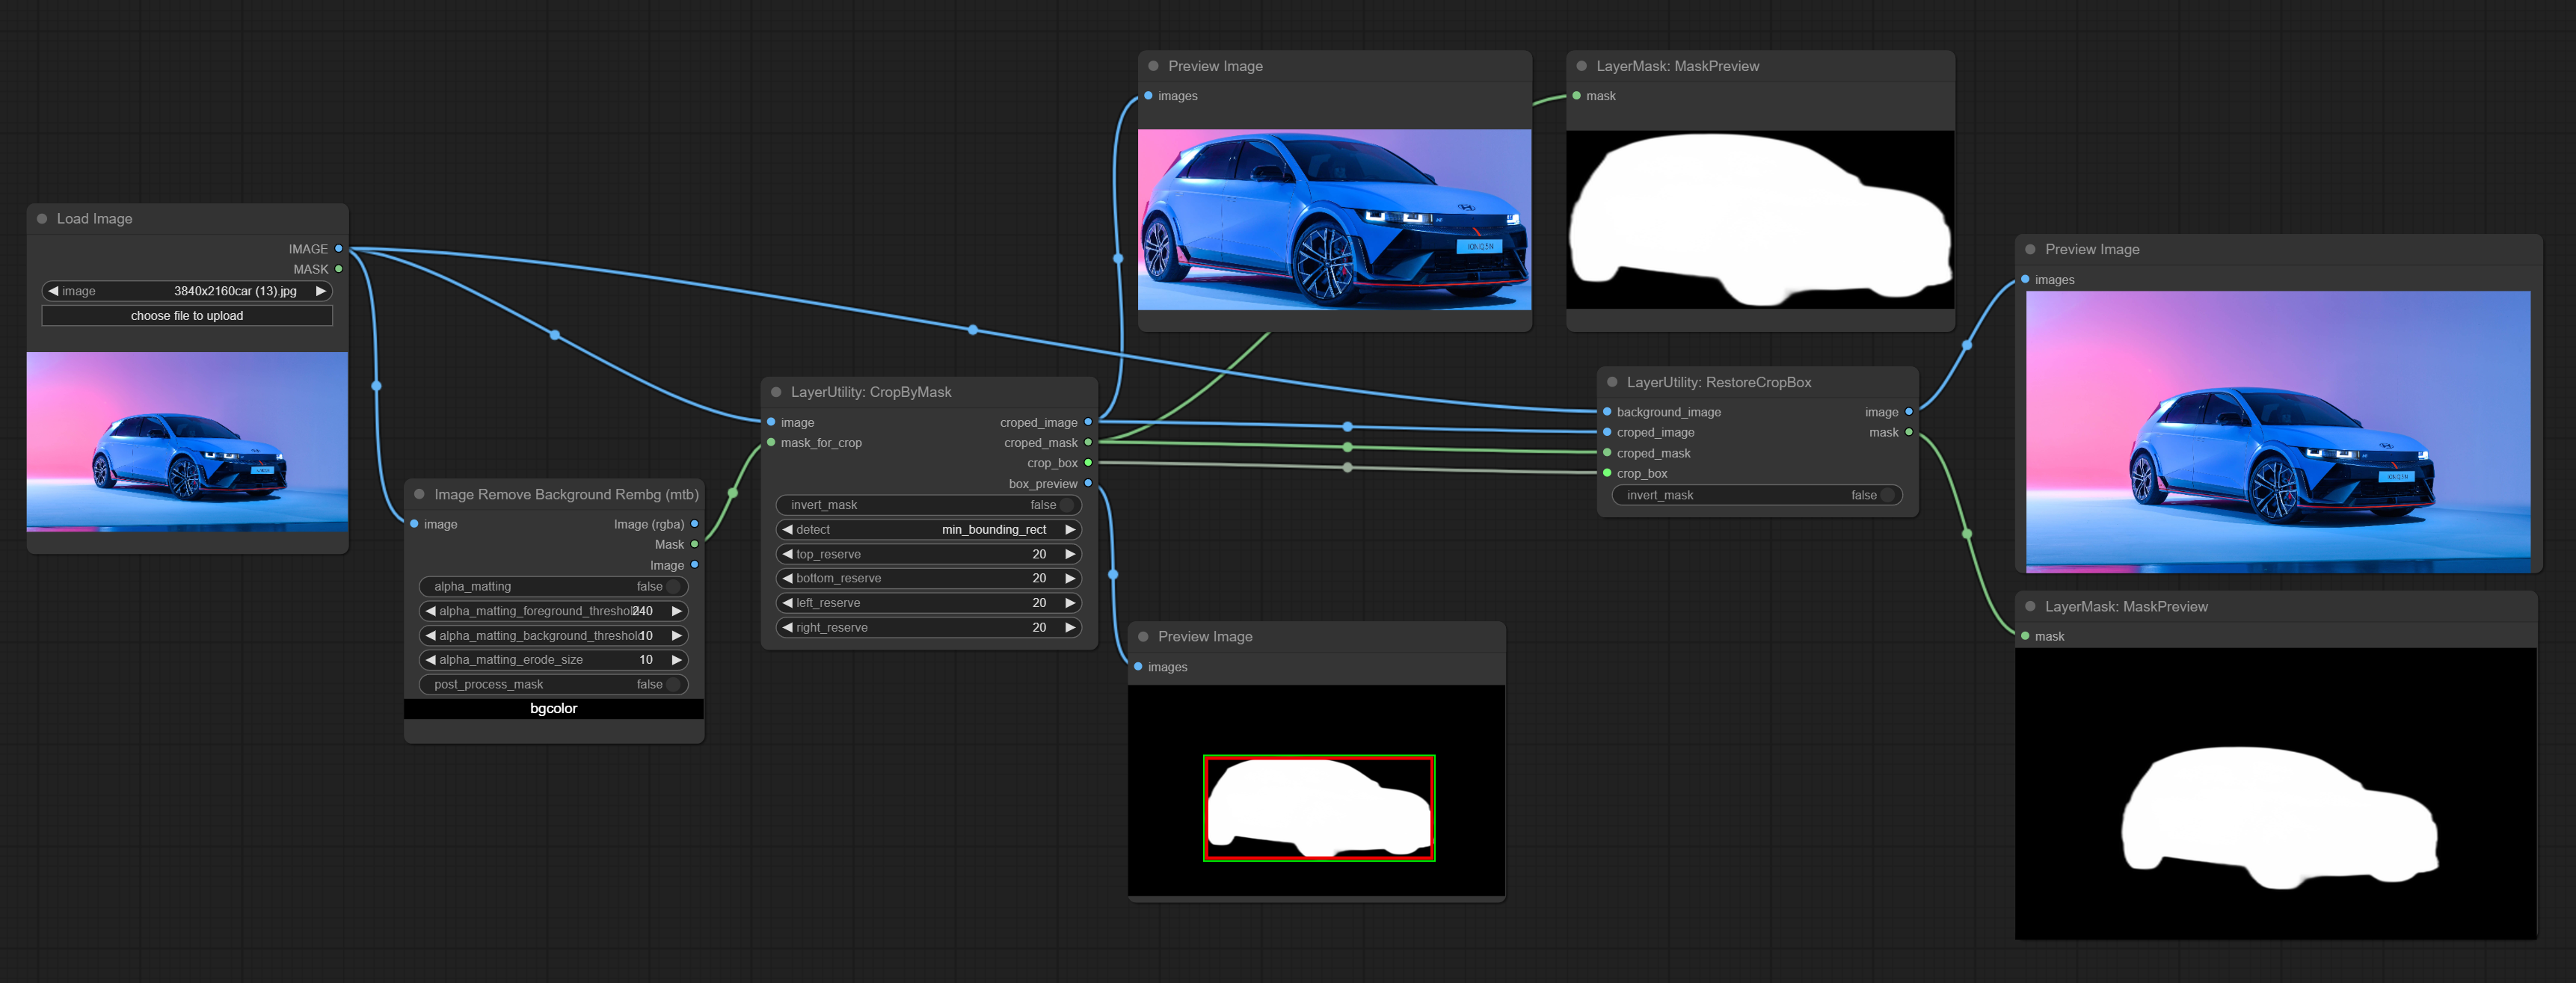 Load Image
IMAGE
MASK
image 3840x2160car (13).jpg
choose file to upload
Image Remove Background Rembg (mtb)
image Image (rgba)
Mask
Image
alpha_matting false
alpha_matting_foreground_threshold 240
alpha_matting_background_threshold 10
alpha_matting_erode_size 10
post_process_mask false
bgcolor
LayerUtility: CropByMask
image croped_image
mask_for_crop croped_mask
crop_box
box_preview
invert_mask false
detect min_bounding_rect
top_reserve 20
bottom_reserve 20
left_reserve 20
right_reserve 20
Preview Image
images
IONIQ 5 N
LayerMask: MaskPreview
mask
Preview Image
images
LayerUtility: RestoreCropBox
background_image image
croped_image mask
croped_mask
crop_box
invert_mask false
Preview Image
images
LayerMask: MaskPreview
mask